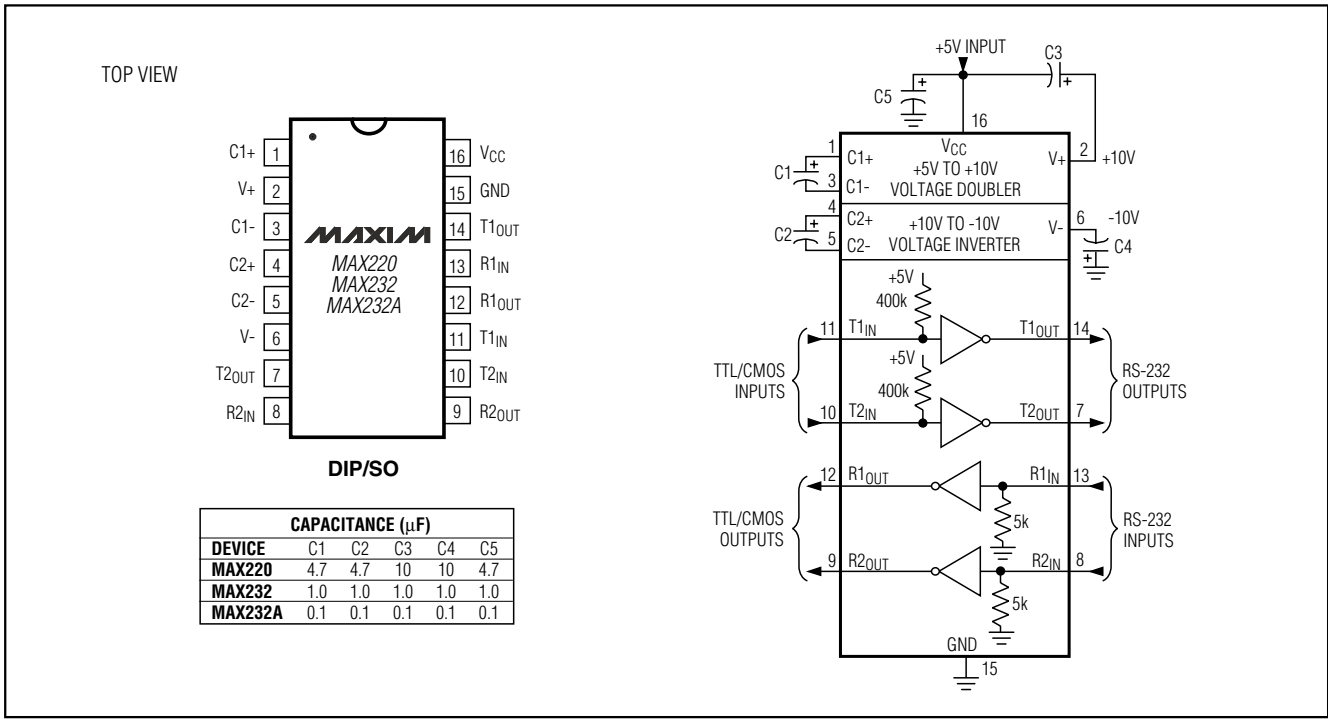 TOP VIEW
C1+ 1
V+ 2
C1- 3
C2+ 4
C2- 5
V- 6
T2OUT 7
R2IN 8
16 VCC
15 GND
14 T1OUT
13 R1IN
12 R1OUT
11 T1IN
10 T2IN
9 R2OUT
MAXIM
MAX220
MAX232
MAX232A
DIP/SO
CAPACITANCE (µF)
DEVICE C1 C2 C3 C4 C5
MAX220 4.7 4.7 10 10 4.7
MAX232 1.0 1.0 1.0 1.0 1.0
MAX232A 0.1 0.1 0.1 0.1 0.1
+5V INPUT
C3
+
C5
+
16
VCC
+5V TO +10V
VOLTAGE DOUBLER
1
C1+
C1
+
3
C1-
V+
2
+10V
4
C2+
C2
+
5
C2-
+10V TO -10V
VOLTAGE INVERTER
V-
6
-10V
C4
+
+5V
400k
11 T1IN
T1OUT 14
+5V
400k
10 T2IN
T2OUT 7
TTL/CMOS
INPUTS
RS-232
OUTPUTS
12 R1OUT
R1IN 13
5k
9 R2OUT
R2IN 8
5k
TTL/CMOS
OUTPUTS
RS-232
INPUTS
GND
15